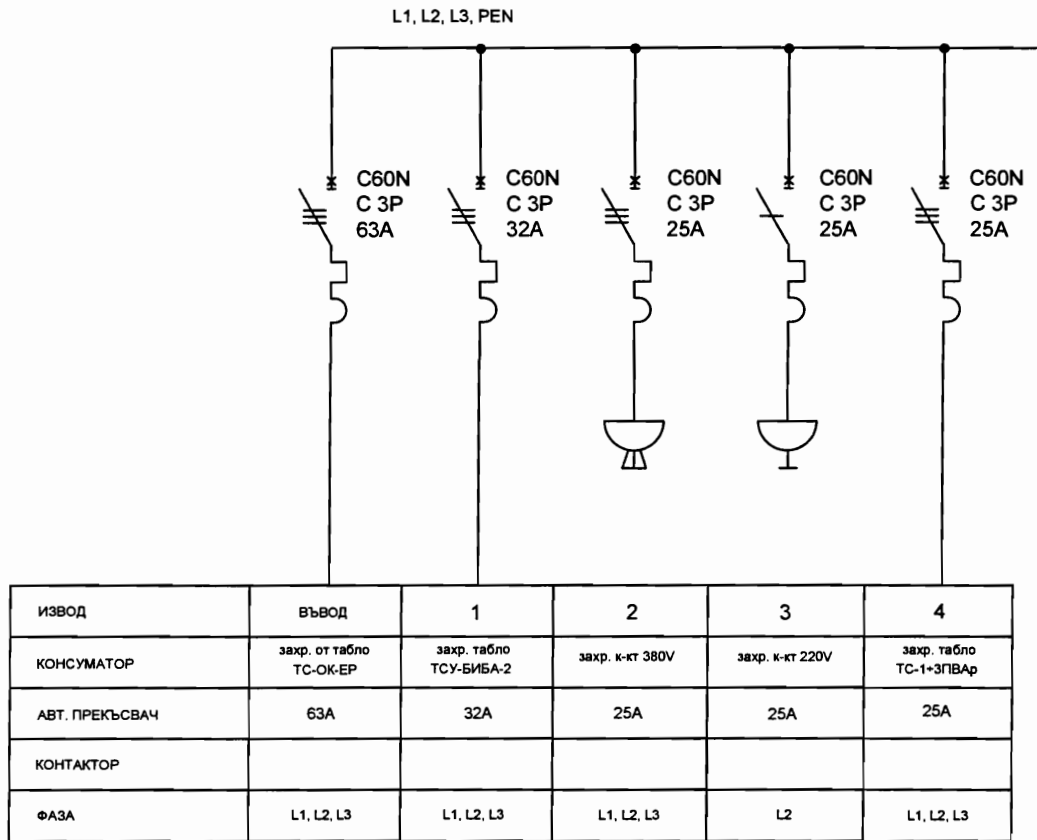 L1, L2, L3, PEN
C60N
C 3P
63A
C60N
C 3P
32A
C60N
C 3P
25A
C60N
C 3P
25A
C60N
C 3P
25A
ИЗВОД ВЪВОД 1 2 3 4
КОНСУМАТОР
захр. от табло
ТС-ОК-ЕР
захр. табло
ТСУ-БИБА-2
захр. к-кт 380V
захр. к-кт 220V
захр. табло
ТС-1+3ПВАр
АВТ. ПРЕКЪСВАЧ 63A 32A 25A 25A 25A
КОНТАКТОР
ФАЗА L1, L2, L3 L1, L2, L3 L1, L2, L3 L2 L1, L2, L3